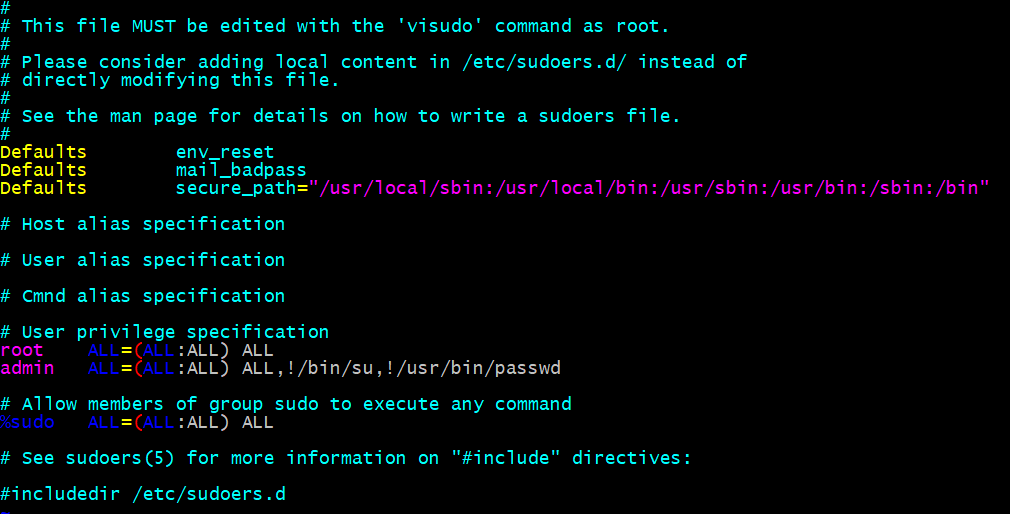 #
# This file MUST be edited with the 'visudo' command as root.
#
# Please consider adding local content in /etc/sudoers.d/ instead of
# directly modifying this file.
#
# See the man page for details on how to write a sudoers file.
#
Defaults        env_reset
Defaults        mail_badpass
Defaults        secure_path="/usr/local/sbin:/usr/local/bin:/usr/sbin:/usr/bin:/sbin:/bin"
# Host alias specification
# User alias specification
# Cmnd alias specification
# User privilege specification
root    ALL=(ALL:ALL) ALL
admin   ALL=(ALL:ALL) ALL,!/bin/su,!/usr/bin/passwd
# Allow members of group sudo to execute any command
%sudo   ALL=(ALL:ALL) ALL
# See sudoers(5) for more information on "#include" directives:
#includedir /etc/sudoers.d